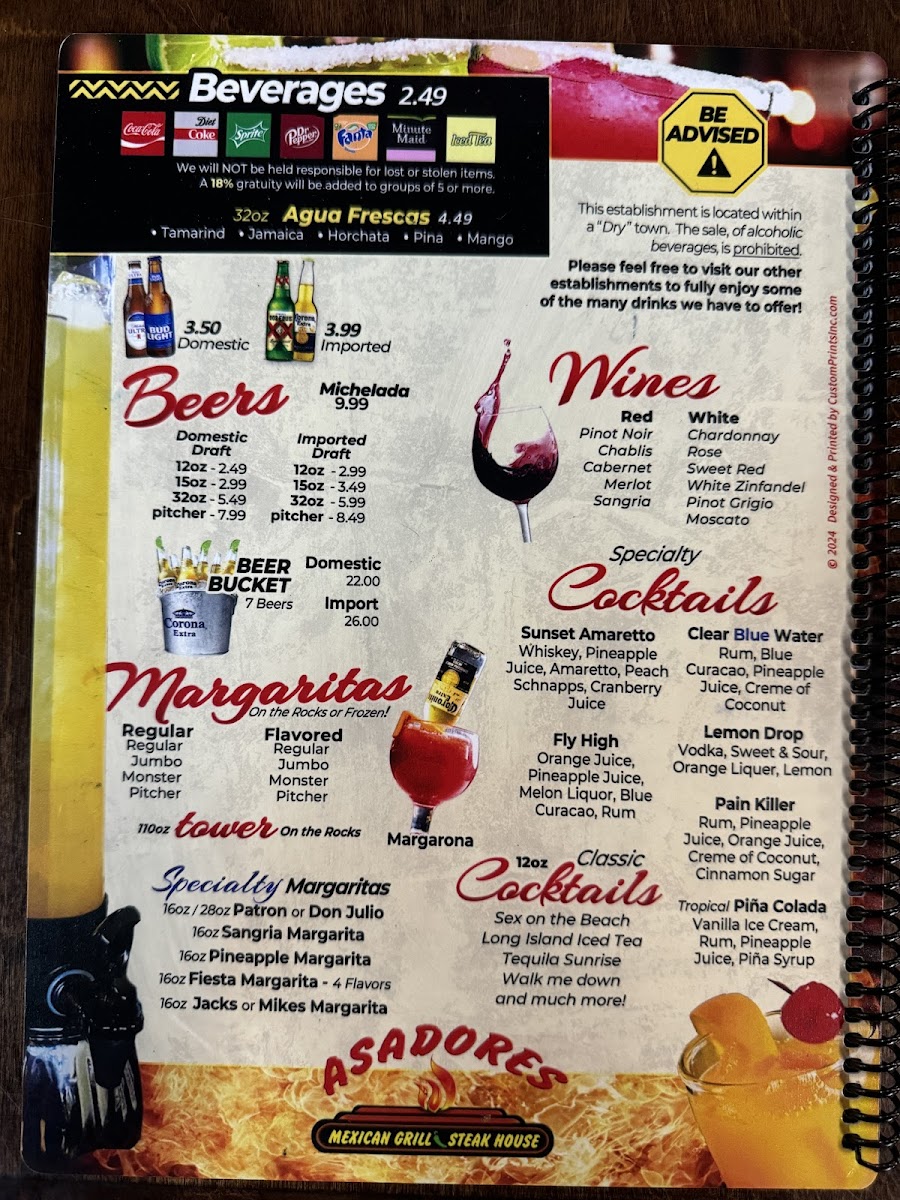 Beverages 2.49
Coca-Cola
Diet Coke
Sprite
Dr Pepper
Fanta
Minute Maid
Iced Tea
We will NOT be held responsible for lost or stolen items.
A 18% gratuity will be added to groups of 5 or more.
32oz Agua Frescas 4.49
• Tamarind • Jamaica • Horchata • Pina • Mango
BE
ADVISED
This establishment is located within
a "Dry" town. The sale, of alcoholic
beverages, is prohibited.
Please feel free to visit our other
establishments to fully enjoy some
of the many drinks we have to offer!
ULTRA
BUD LIGHT
3.50
Domestic
XX
Corona Extra
3.99
Imported
Beers
Michelada
9.99
Domestic
Draft
12oz - 2.49
15oz - 2.99
32oz - 5.49
pitcher - 7.99
Imported
Draft
12oz - 2.99
15oz - 3.49
32oz - 5.99
pitcher - 8.49
BEER
BUCKET
7 Beers
Corona
Extra
Domestic
22.00
Import
26.00
Margaritas
On the Rocks or Frozen!
Regular
Regular
Jumbo
Monster
Pitcher
Flavored
Regular
Jumbo
Monster
Pitcher
Corona
Margarona
110oz tower On the Rocks
Specialty Margaritas
16oz / 28oz Patron or Don Julio
16oz Sangria Margarita
16oz Pineapple Margarita
16oz Fiesta Margarita - 4 Flavors
16oz Jacks or Mikes Margarita
Wines
Red
Pinot Noir
Chablis
Cabernet
Merlot
Sangria
White
Chardonnay
Rose
Sweet Red
White Zinfandel
Pinot Grigio
Moscato
Specialty
Cocktails
Sunset Amaretto
Whiskey, Pineapple
Juice, Amaretto, Peach
Schnapps, Cranberry
Juice
Fly High
Orange Juice,
Pineapple Juice,
Melon Liquor, Blue
Curacao, Rum
Clear Blue Water
Rum, Blue
Curacao, Pineapple
Juice, Creme of
Coconut
Lemon Drop
Vodka, Sweet & Sour,
Orange Liquer, Lemon
Pain Killer
Rum, Pineapple
Juice, Orange Juice,
Creme of Coconut,
Cinnamon Sugar
Tropical Piña Colada
Vanilla Ice Cream,
Rum, Pineapple
Juice, Piña Syrup
12oz Classic
Cocktails
Sex on the Beach
Long Island Iced Tea
Tequila Sunrise
Walk me down
and much more!
© 2024 Designed & Printed by CustomPrintsInc.com
ASADORES
MEXICAN GRILL STEAK HOUSE